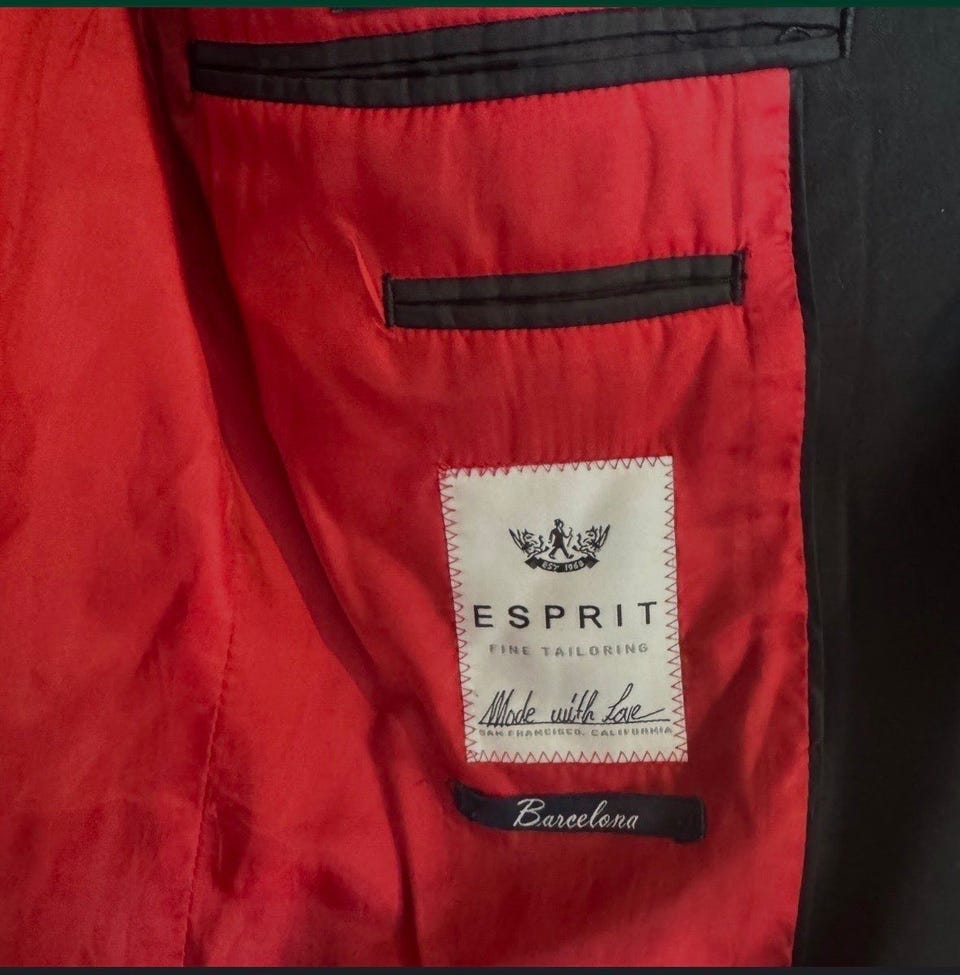 EST 1968
ESPRIT
FINE TAILORING
Made with Love
SAN FRANCISCO, CALIFORNIA
Barcelona